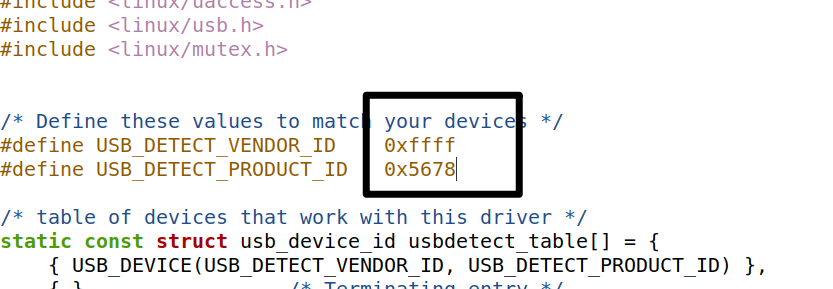 #include <linux/uaccess.h>
#include <linux/usb.h>
#include <linux/mutex.h>
/* Define these values to match your devices */
#define USB_DETECT_VENDOR_ID    0xffff
#define USB_DETECT_PRODUCT_ID   0x5678
/* table of devices that work with this driver */
static const struct usb_device_id usbdetect_table[] = {
    { USB_DEVICE(USB_DETECT_VENDOR_ID, USB_DETECT_PRODUCT_ID) },
    { }                 /* Terminating entry */